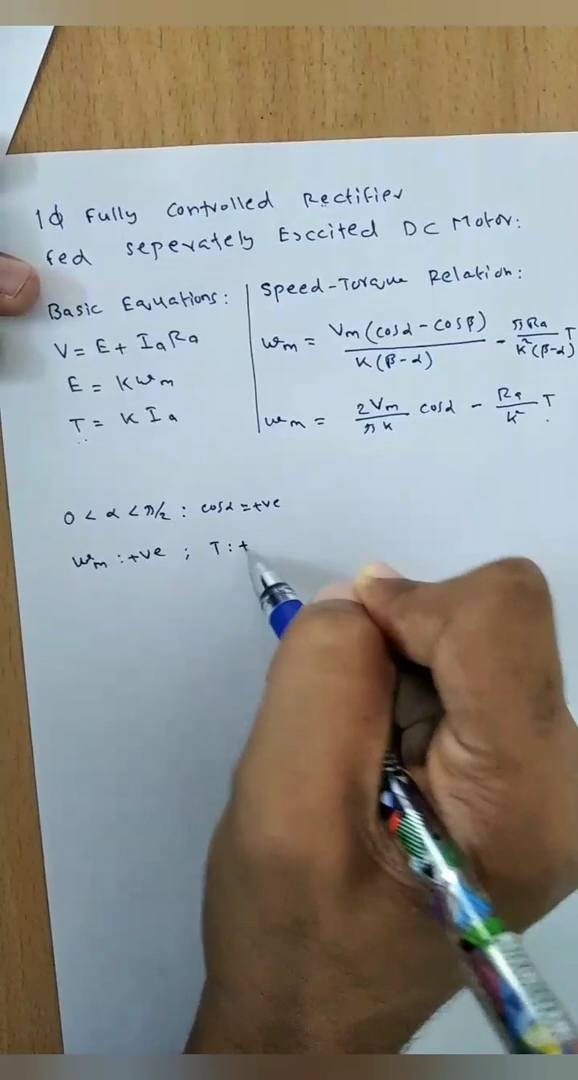 1ϕ Fully Controlled Rectifier
fed seperately Excited DC Motor:
Basic Equations:
V = E + IaRa
E = Kωm
T = K Ia
Speed-Torque Relation:
ωm = Vm(cosα - cosβ) / K(β-α) - πRa / K²(β-α) T
ωm = 2Vm / πK cosα - Ra / K² T
0 < α < π/2 : cosα = +ve
ωm : +ve ; T : +